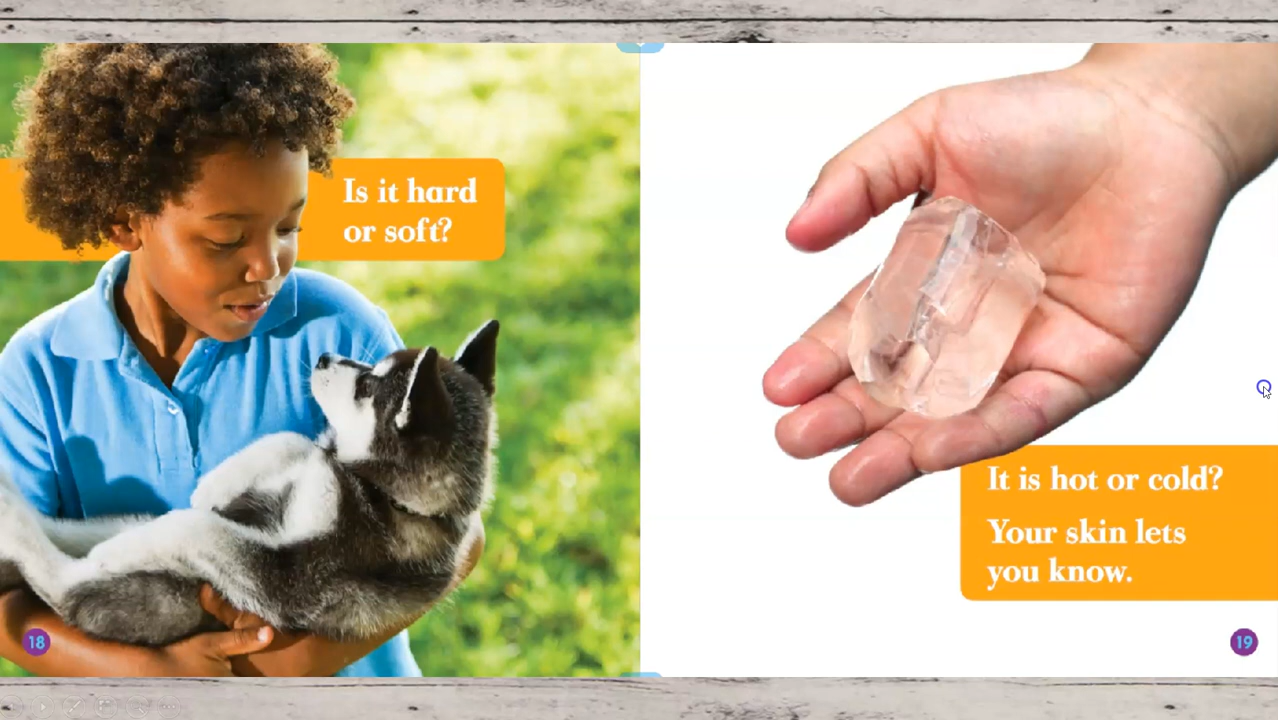 Is it hard
or soft?
18
It is hot or cold?
Your skin lets
you know.
19